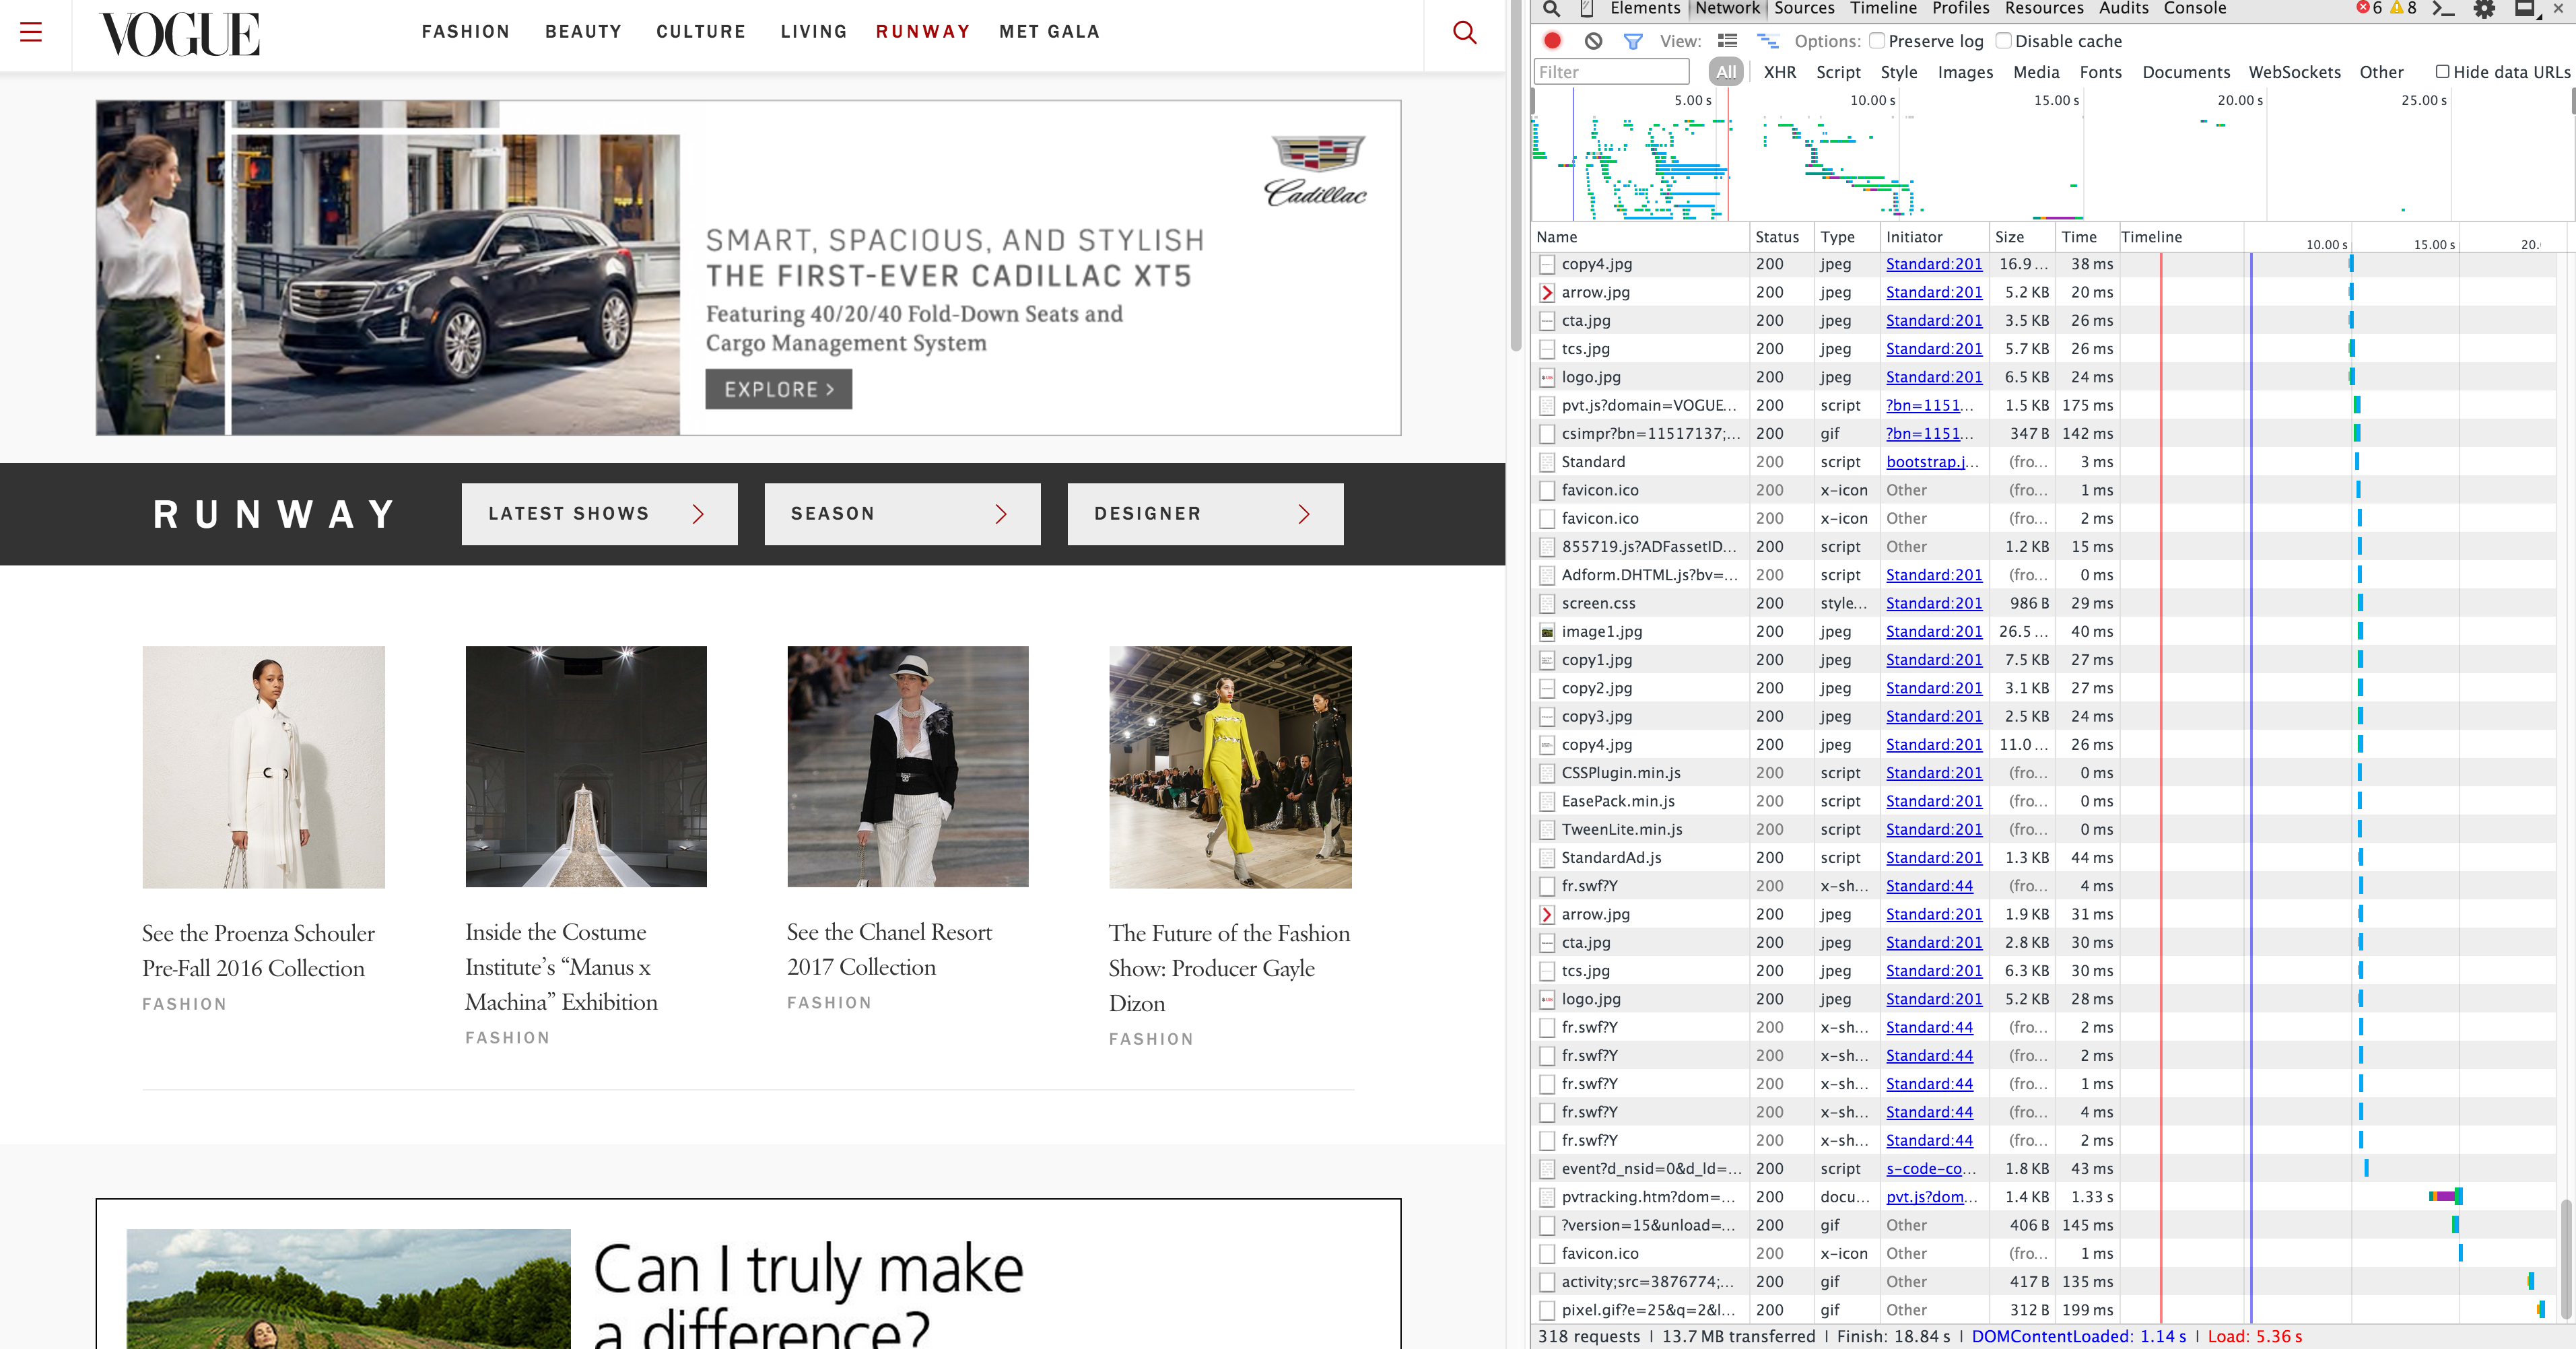 VOGUE
FASHION BEAUTY CULTURE LIVING RUNWAY MET GALA
Cadillac
SMART, SPACIOUS, AND STYLISH
THE FIRST-EVER CADILLAC XT5
Featuring 40/20/40 Fold-Down Seats and
Cargo Management System
EXPLORE >
RUNWAY
LATEST SHOWS
SEASON
DESIGNER
See the Proenza Schouler
Pre-Fall 2016 Collection
FASHION
Inside the Costume
Institute’s “Manus x
Machina” Exhibition
FASHION
See the Chanel Resort
2017 Collection
FASHION
The Future of the Fashion
Show: Producer Gayle
Dizon
FASHION
Can I truly make
a difference?
Elements Network Sources Timeline Profiles Resources Audits Console 6 8
View: Options: Preserve log Disable cache
Filter All XHR Script Style Images Media Fonts Documents WebSockets Other Hide data URLs
5.00 s 10.00 s 15.00 s 20.00 s 25.00 s
Name Status Type Initiator Size Time Timeline 10.00 s 15.00 s 20.
copy4.jpg 200 jpeg Standard:201 16.9... 38 ms
arrow.jpg 200 jpeg Standard:201 5.2 KB 20 ms
cta.jpg 200 jpeg Standard:201 3.5 KB 26 ms
tcs.jpg 200 jpeg Standard:201 5.7 KB 26 ms
logo.jpg 200 jpeg Standard:201 6.5 KB 24 ms
pvt.js?domain=VOGUE... 200 script ?bn=1151... 1.5 KB 175 ms
csimpr?bn=11517137;... 200 gif ?bn=1151... 347 B 142 ms
Standard 200 script bootstrap.j... (fro... 3 ms
favicon.ico 200 x-icon Other (fro... 1 ms
favicon.ico 200 x-icon Other (fro... 2 ms
855719.js?ADFassetID... 200 script Other 1.2 KB 15 ms
Adform.DHTML.js?bv=... 200 script Standard:201 (fro... 0 ms
screen.css 200 style... Standard:201 986 B 29 ms
image1.jpg 200 jpeg Standard:201 26.5... 40 ms
copy1.jpg 200 jpeg Standard:201 7.5 KB 27 ms
copy2.jpg 200 jpeg Standard:201 3.1 KB 27 ms
copy3.jpg 200 jpeg Standard:201 2.5 KB 24 ms
copy4.jpg 200 jpeg Standard:201 11.0... 26 ms
CSSPlugin.min.js 200 script Standard:201 (fro... 0 ms
EasePack.min.js 200 script Standard:201 (fro... 0 ms
TweenLite.min.js 200 script Standard:201 (fro... 0 ms
StandardAd.js 200 script Standard:201 1.3 KB 44 ms
fr.swf?Y 200 x-sh... Standard:44 (fro... 4 ms
arrow.jpg 200 jpeg Standard:201 1.9 KB 31 ms
cta.jpg 200 jpeg Standard:201 2.8 KB 30 ms
tcs.jpg 200 jpeg Standard:201 6.3 KB 30 ms
logo.jpg 200 jpeg Standard:201 5.2 KB 28 ms
fr.swf?Y 200 x-sh... Standard:44 (fro... 2 ms
fr.swf?Y 200 x-sh... Standard:44 (fro... 2 ms
fr.swf?Y 200 x-sh... Standard:44 (fro... 1 ms
fr.swf?Y 200 x-sh... Standard:44 (fro... 4 ms
fr.swf?Y 200 x-sh... Standard:44 (fro... 2 ms
event?d_nsid=0&d_ld=... 200 script s-code-co... 1.8 KB 43 ms
pvtracking.htm?dom=... 200 docu... pvt.js?dom... 1.4 KB 1.33 s
?version=15&unload=... 200 gif Other 406 B 145 ms
favicon.ico 200 x-icon Other (fro... 1 ms
activity;src=3876774;... 200 gif Other 417 B 135 ms
pixel.gif?e=25&q=2&l... 200 gif Other 312 B 199 ms
318 requests | 13.7 MB transferred | Finish: 18.84 s | DOMContentLoaded: 1.14 s | Load: 5.36 s